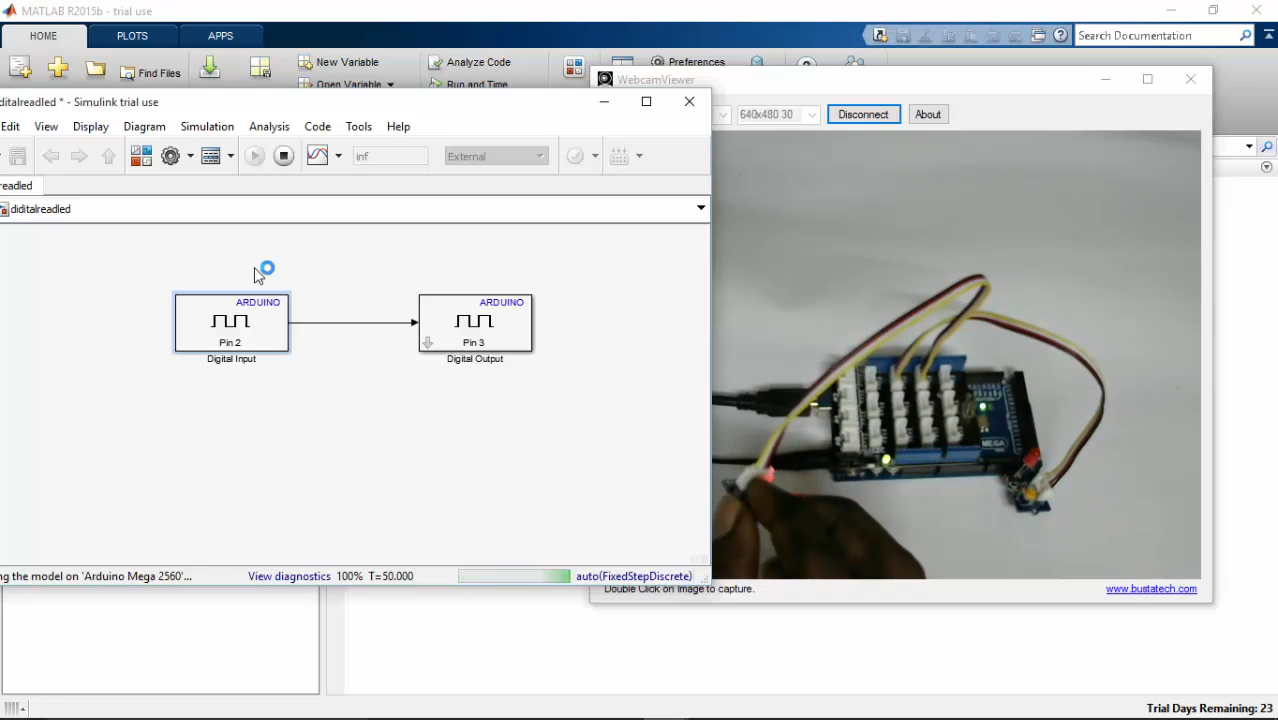 MATLAB R2015b - trial use
HOME PLOTS APPS
Search Documentation
Find Files
New Variable
Open Variable
Analyze Code
Run and Time
Preferences
WebcamViewer
640x480.30
Disconnect
About
ditalreadled * - Simulink trial use
Edit View Display Diagram Simulation Analysis Code Tools Help
inf
External
readled
diditalreadled
ARDUINO
Pin 2
Digital Input
ARDUINO
Pin 3
Digital Output
MEGA
ng the model on 'Arduino Mega 2560'...
View diagnostics 100% T=50.000
auto(FixedStepDiscrete)
Double Click on image to capture.
www.bustatech.com
Trial Days Remaining: 23